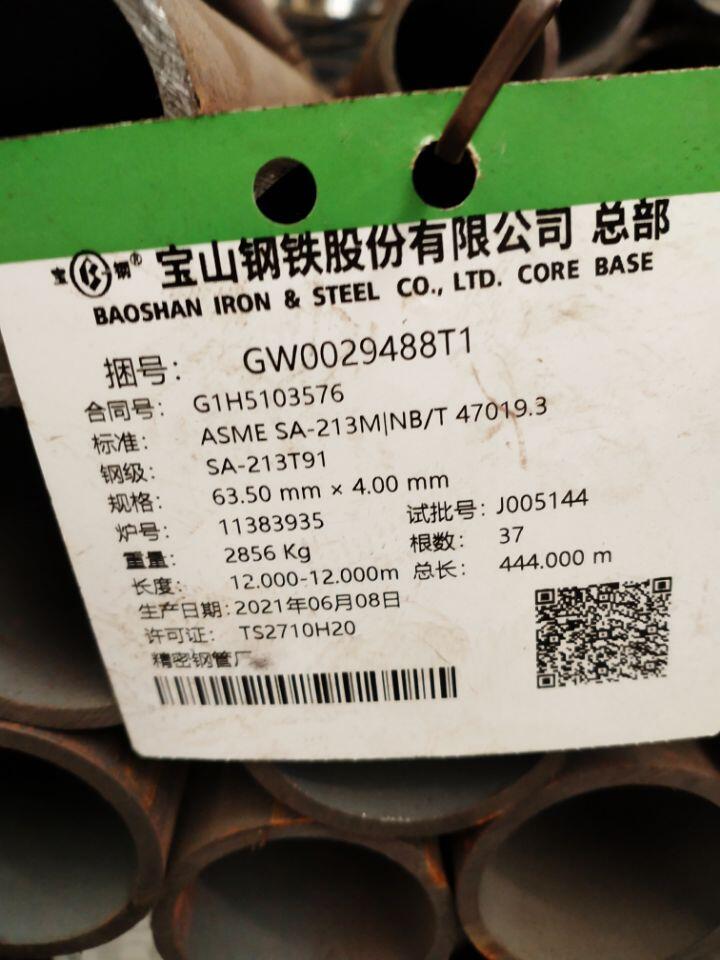 宝钢® 宝山钢铁股份有限公司 总部
BAOSHAN IRON & STEEL CO., LTD. CORE BASE
捆号: GW0029488T1
合同号: G1H5103576
标准: ASME SA-213M|NB/T 47019.3
钢级: SA-213T91
规格: 63.50 mm × 4.00 mm
炉号: 11383935 试批号: J005144
重量: 2856 Kg 根数: 37
长度: 12.000-12.000m 总长: 444.000 m
生产日期: 2021年06月08日
许可证: TS2710H20
精密钢管厂